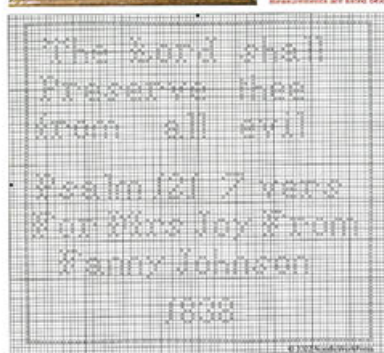 The Lord shall
Preserve thee
from all evil
Psalm 121 7 vers
For Mrs Joy From
Fanny Johnson
1838